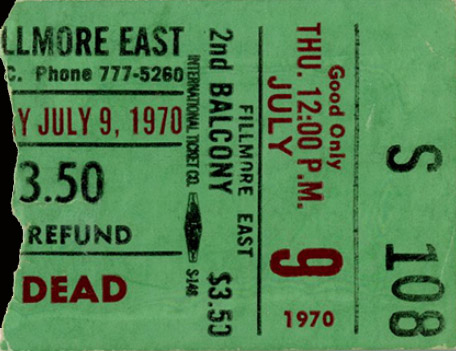 LLMORE EAST
C. Phone 777-5260
Y JULY 9, 1970
3.50
REFUND
DEAD
INTERNATIONAL TICKET CO.
S-148
2nd BALCONY $3.50
FILLMORE EAST
Good Only
THU. 12:00 P.M.
JULY
9
1970
S 108